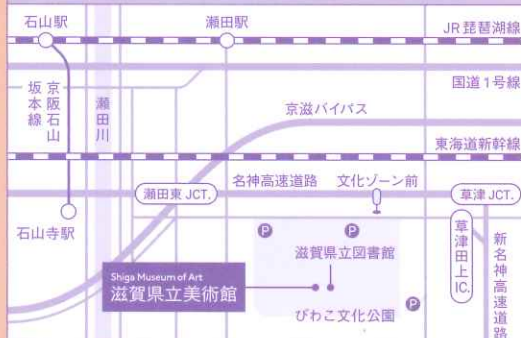 石山駅
瀬田駅
JR琵琶湖線
国道1号線
京阪石山
坂本線
瀬田川
京滋バイパス
東海道新幹線
瀬田東 JCT.
名神高速道路
文化ゾーン前
草津 JCT.
石山寺駅
P
P
草津田上IC.
新名神高速道路
滋賀県立図書館
Shiga Museum of Art
滋賀県立美術館
P
びわこ文化公園